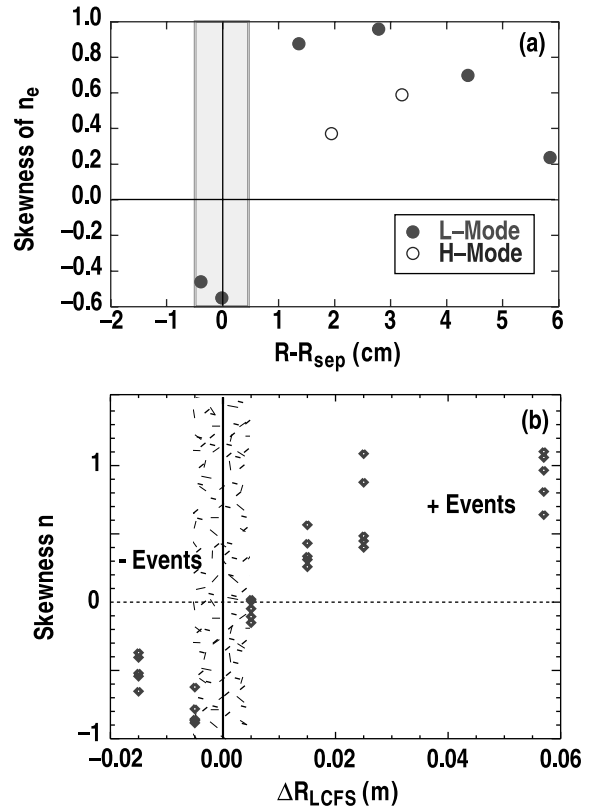 (a)
Skewness of nₑ
1.0
0.8
0.6
0.4
0.2
0.0
−0.2
−0.4
−0.6
L–Mode
H–Mode
−2 −1 0 1 2 3 4 5 6
R-Rsep (cm)
(b)
Skewness n
1
0
−1
+ Events
- Events
−0.02 0.00 0.02 0.04 0.06
ΔRLCFS (m)